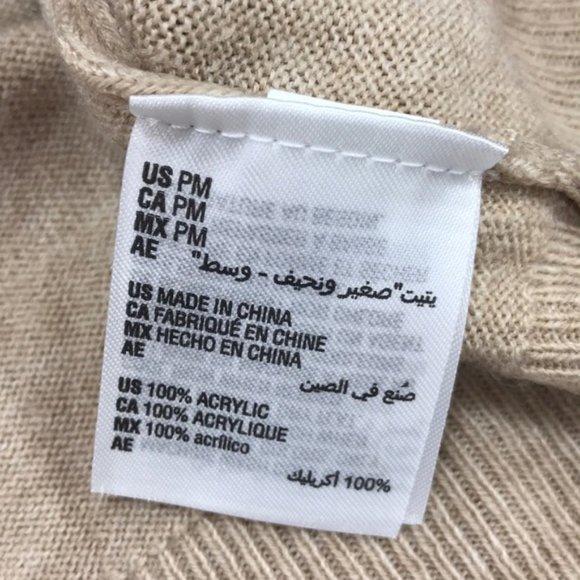 US PM
CA PM
MX PM
AE
يتيت"صغير ونحيف - وسط"
US MADE IN CHINA
CA FABRIQUÉ EN CHINE
MX HECHO EN CHINA
AE
صُنع في الصين
US 100% ACRYLIC
CA 100% ACRYLIQUE
MX 100% acrílico
AE
100% أكريليك